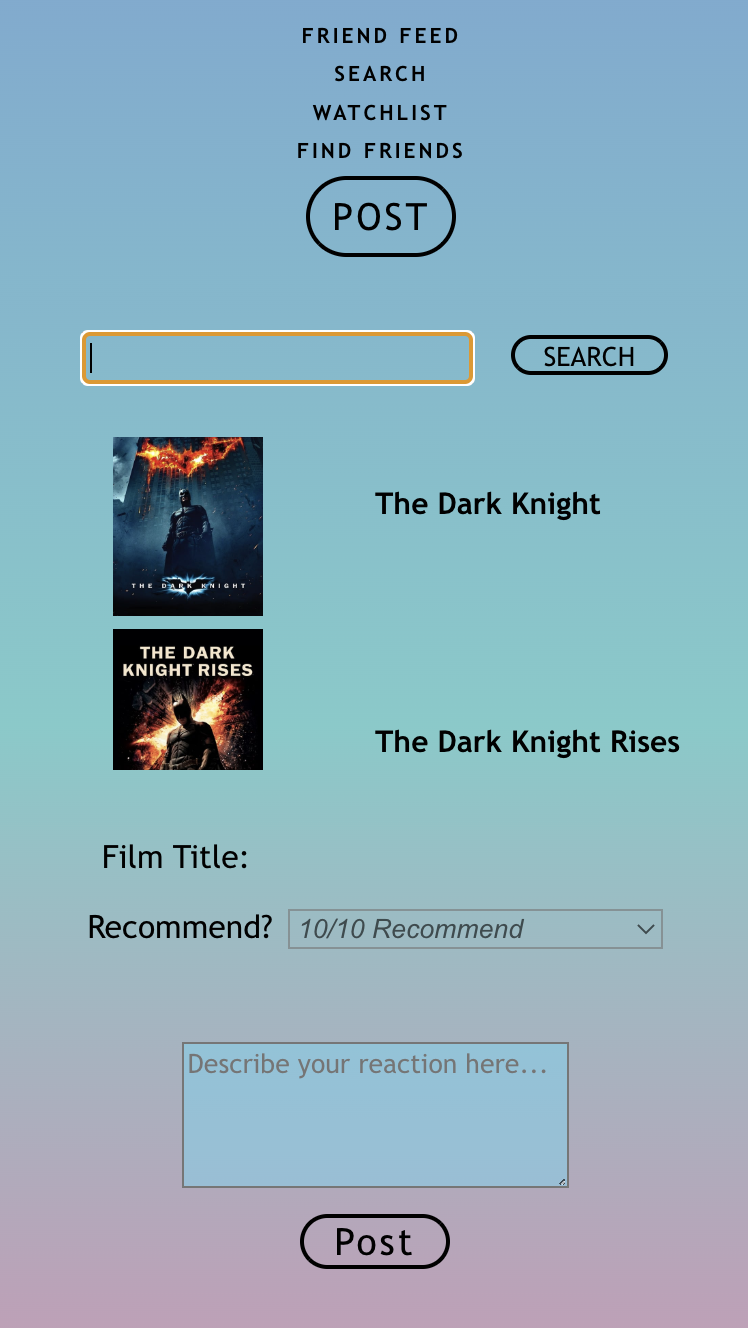 FRIEND FEED
SEARCH
WATCHLIST
FIND FRIENDS
POST
SEARCH
THE DARK KNIGHT
The Dark Knight
THE DARK
KNIGHT RISES
The Dark Knight Rises
Film Title:
Recommend? 10/10 Recommend
Describe your reaction here...
Post